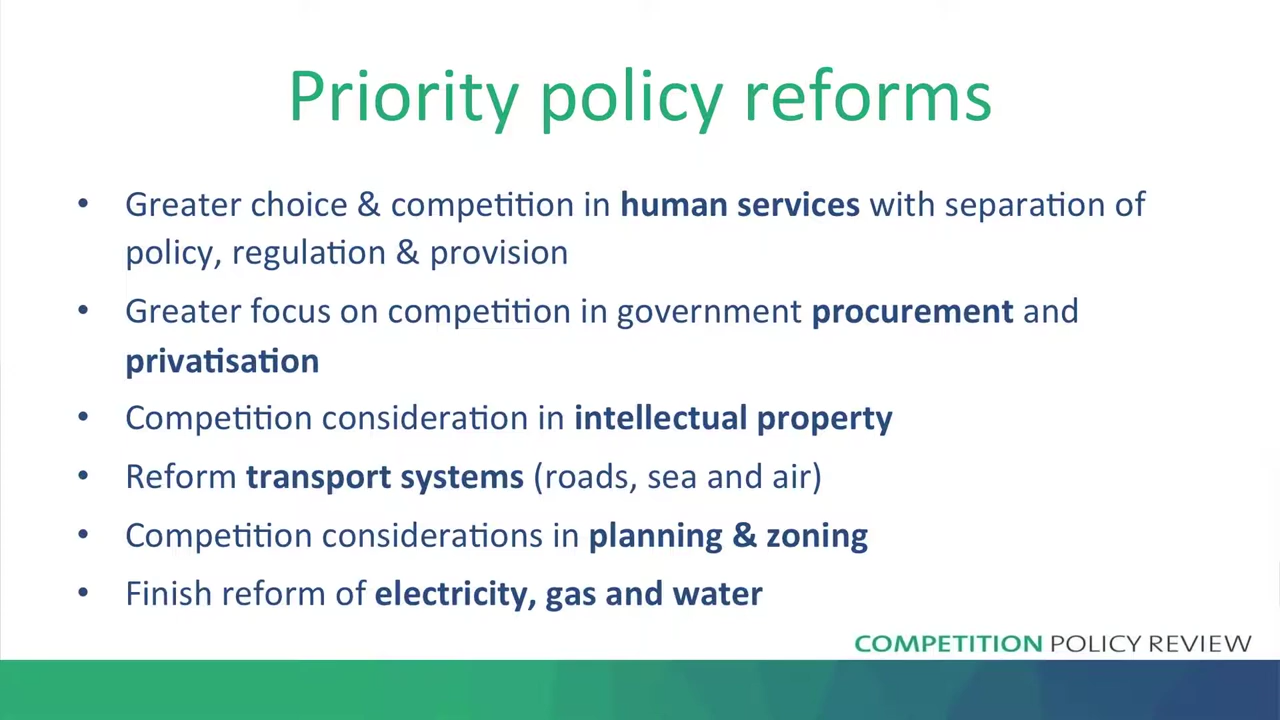 Priority policy reforms
• Greater choice & competition in human services with separation of
policy, regulation & provision
• Greater focus on competition in government procurement and
privatisation
• Competition consideration in intellectual property
• Reform transport systems (roads, sea and air)
• Competition considerations in planning & zoning
• Finish reform of electricity, gas and water
COMPETITION POLICY REVIEW